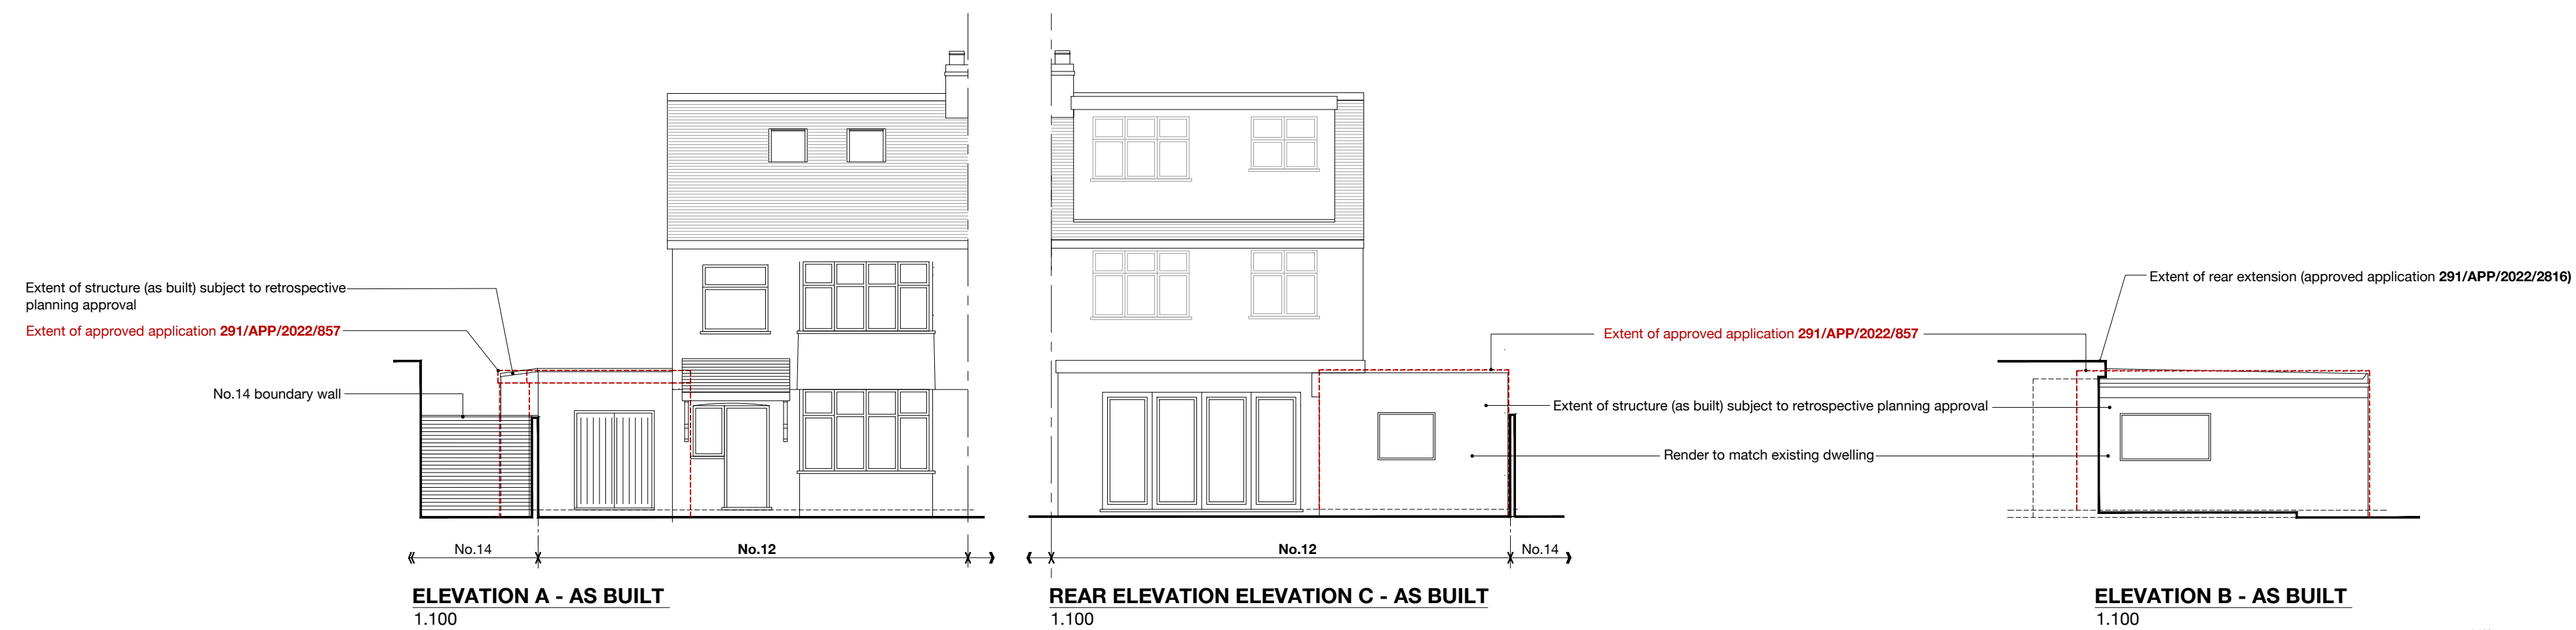 Extent of structure (as built) subject to retrospective
planning approval
Extent of approved application 291/APP/2022/857
No.14 boundary wall
No.14
No.12
ELEVATION A - AS BUILT
1.100
Extent of approved application 291/APP/2022/857
Extent of structure (as built) subject to retrospective planning approval
Render to match existing dwelling
No.12
No.14
REAR ELEVATION ELEVATION C - AS BUILT
1.100
Extent of rear extension (approved application 291/APP/2022/2816)
ELEVATION B - AS BUILT
1.100